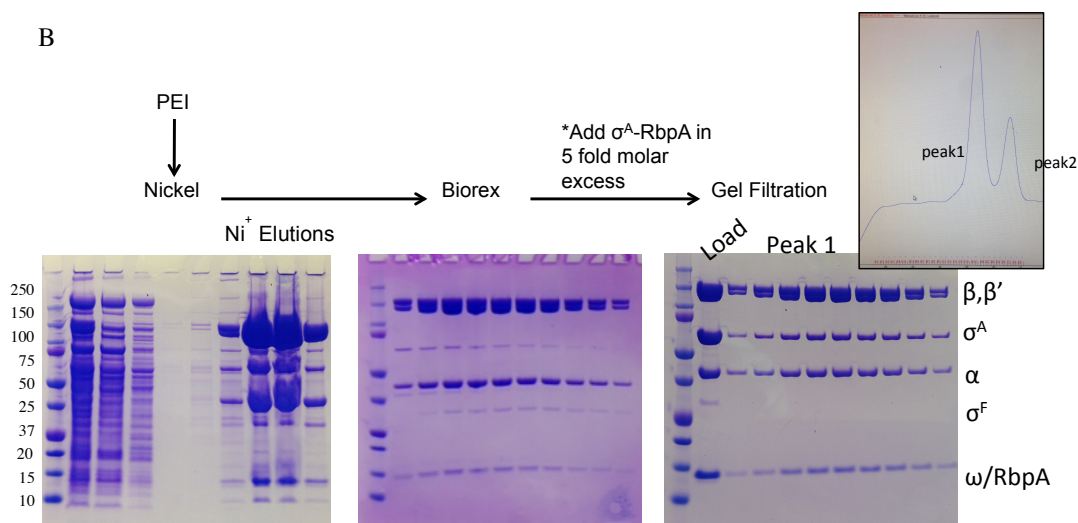 B
PEI
Nickel
Biorex
*Add σᴬ-RbpA in
5 fold molar
excess
Gel Filtration
peak1
peak2
Ni⁺ Elutions
Load
Peak 1
250
150
100
75
50
25
37
20
15
10
β,β’
σᴬ
α
σꟳ
ω/RbpA